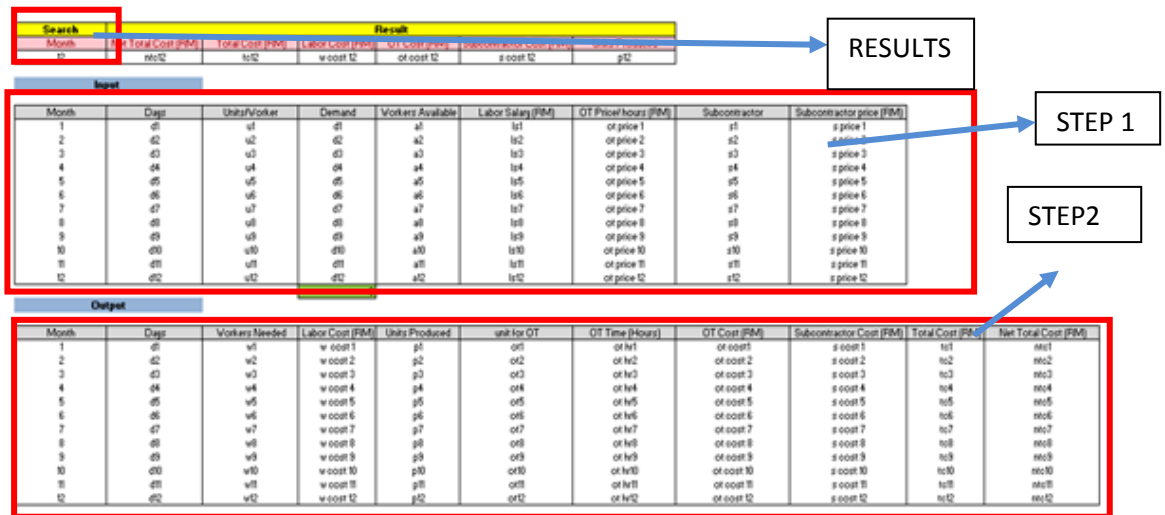 Search Result
Month Net Total Cost (RM) Total Cost (RM) Labor Cost (RM) OT Cost (RM) Subcontractor Cost (RM)
12 ntc12 tc12 w cost 12 ot cost 12 s cost 12 p12
RESULTS
Input
Month Days Units/Worker Demand Workers Available Labor Salary (RM) OT Price/ hours (RM) Subcontractor Subcontractor price (RM)
1 d1 u1 d1 a1 ls1 ot price 1 s1 s price 1
2 d2 u2 d2 a2 ls2 ot price 2 s2 s price 2
3 d3 u3 d3 a3 ls3 ot price 3 s3 s price 3
4 d4 u4 d4 a4 ls4 ot price 4 s4 s price 4
5 d5 u5 d5 a5 ls5 ot price 5 s5 s price 5
6 d6 u6 d6 a6 ls6 ot price 6 s6 s price 6
7 d7 u7 d7 a7 ls7 ot price 7 s7 s price 7
8 d8 u8 d8 a8 ls8 ot price 8 s8 s price 8
9 d9 u9 d9 a9 ls9 ot price 9 s9 s price 9
10 d10 u10 d10 a10 ls10 ot price 10 s10 s price 10
11 d11 u11 d11 a11 ls11 ot price 11 s11 s price 11
12 d12 u12 d12 a12 ls12 ot price 12 s12 s price 12
STEP 1
STEP2
Output
Month Days Workers Needed Labor Cost (RM) Units Produced unit for OT OT Time (Hours) OT Cost (RM) Subcontractor Cost (RM) Total Cost (RM) Net Total Cost (RM)
1 d1 w1 w cost 1 p1 ot1 ot hr1 ot cost1 s cost 1 tc1 ntc1
2 d2 w2 w cost 2 p2 ot2 ot hr2 ot cost 2 s cost 2 tc2 ntc2
3 d3 w3 w cost 3 p3 ot3 ot hr3 ot cost 3 s cost 3 tc3 ntc3
4 d4 w4 w cost 4 p4 ot4 ot hr4 ot cost 4 s cost 4 tc4 ntc4
5 d5 w5 w cost 5 p5 ot5 ot hr5 ot cost 5 s cost 5 tc5 ntc5
6 d6 w6 w cost 6 p6 ot6 ot hr6 ot cost 6 s cost 6 tc6 ntc6
7 d7 w7 w cost 7 p7 ot7 ot hr7 ot cost 7 s cost 7 tc7 ntc7
8 d8 w8 w cost 8 p8 ot8 ot hr8 ot cost 8 s cost 8 tc8 ntc8
9 d9 w9 w cost 9 p9 ot9 ot hr9 ot cost 9 s cost 9 tc9 ntc9
10 d10 w10 w cost 10 p10 ot10 ot hr10 ot cost 10 s cost 10 tc10 ntc10
11 d11 w11 w cost 11 p11 ot11 ot hr11 ot cost 11 s cost 11 tc11 ntc11
12 d12 w12 w cost 12 p12 ot12 ot hr12 ot cost 12 s cost 12 tc12 ntc12